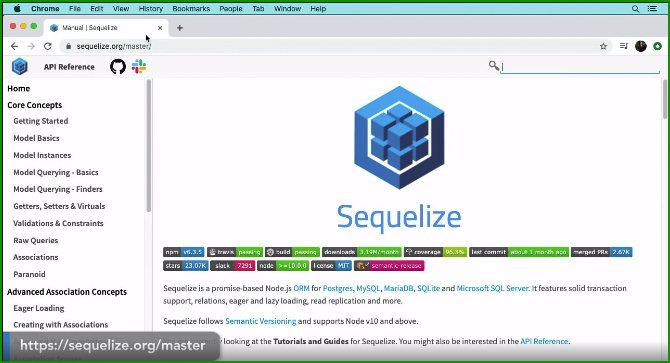 Chrome File Edit View History Bookmarks People Tab Window Help
Manual | Sequelize
sequelize.org/master/
API Reference
Home
Core Concepts
Getting Started
Model Basics
Model Instances
Model Querying - Basics
Model Querying - Finders
Getters, Setters & Virtuals
Validations & Constraints
Raw Queries
Associations
Paranoid
Advanced Association Concepts
Eager Loading
Creating with Associations
Sequelize
npm v6.3.5 travis passing build passing downloads 3.19M/month coverage 96.3% last commit about 1 month ago merged PRs 2.67K
stars 23.07K slack 7291 node >=10.0.0 license MIT semantic-release
Sequelize is a promise-based Node.js ORM for Postgres, MySQL, MariaDB, SQLite and Microsoft SQL Server. It features solid transaction
support, relations, eager and lazy loading, read replication and more.
Sequelize follows Semantic Versioning and supports Node v10 and above.
looking at the Tutorials and Guides for Sequelize. You might also be interested in the API Reference.
https://sequelize.org/master